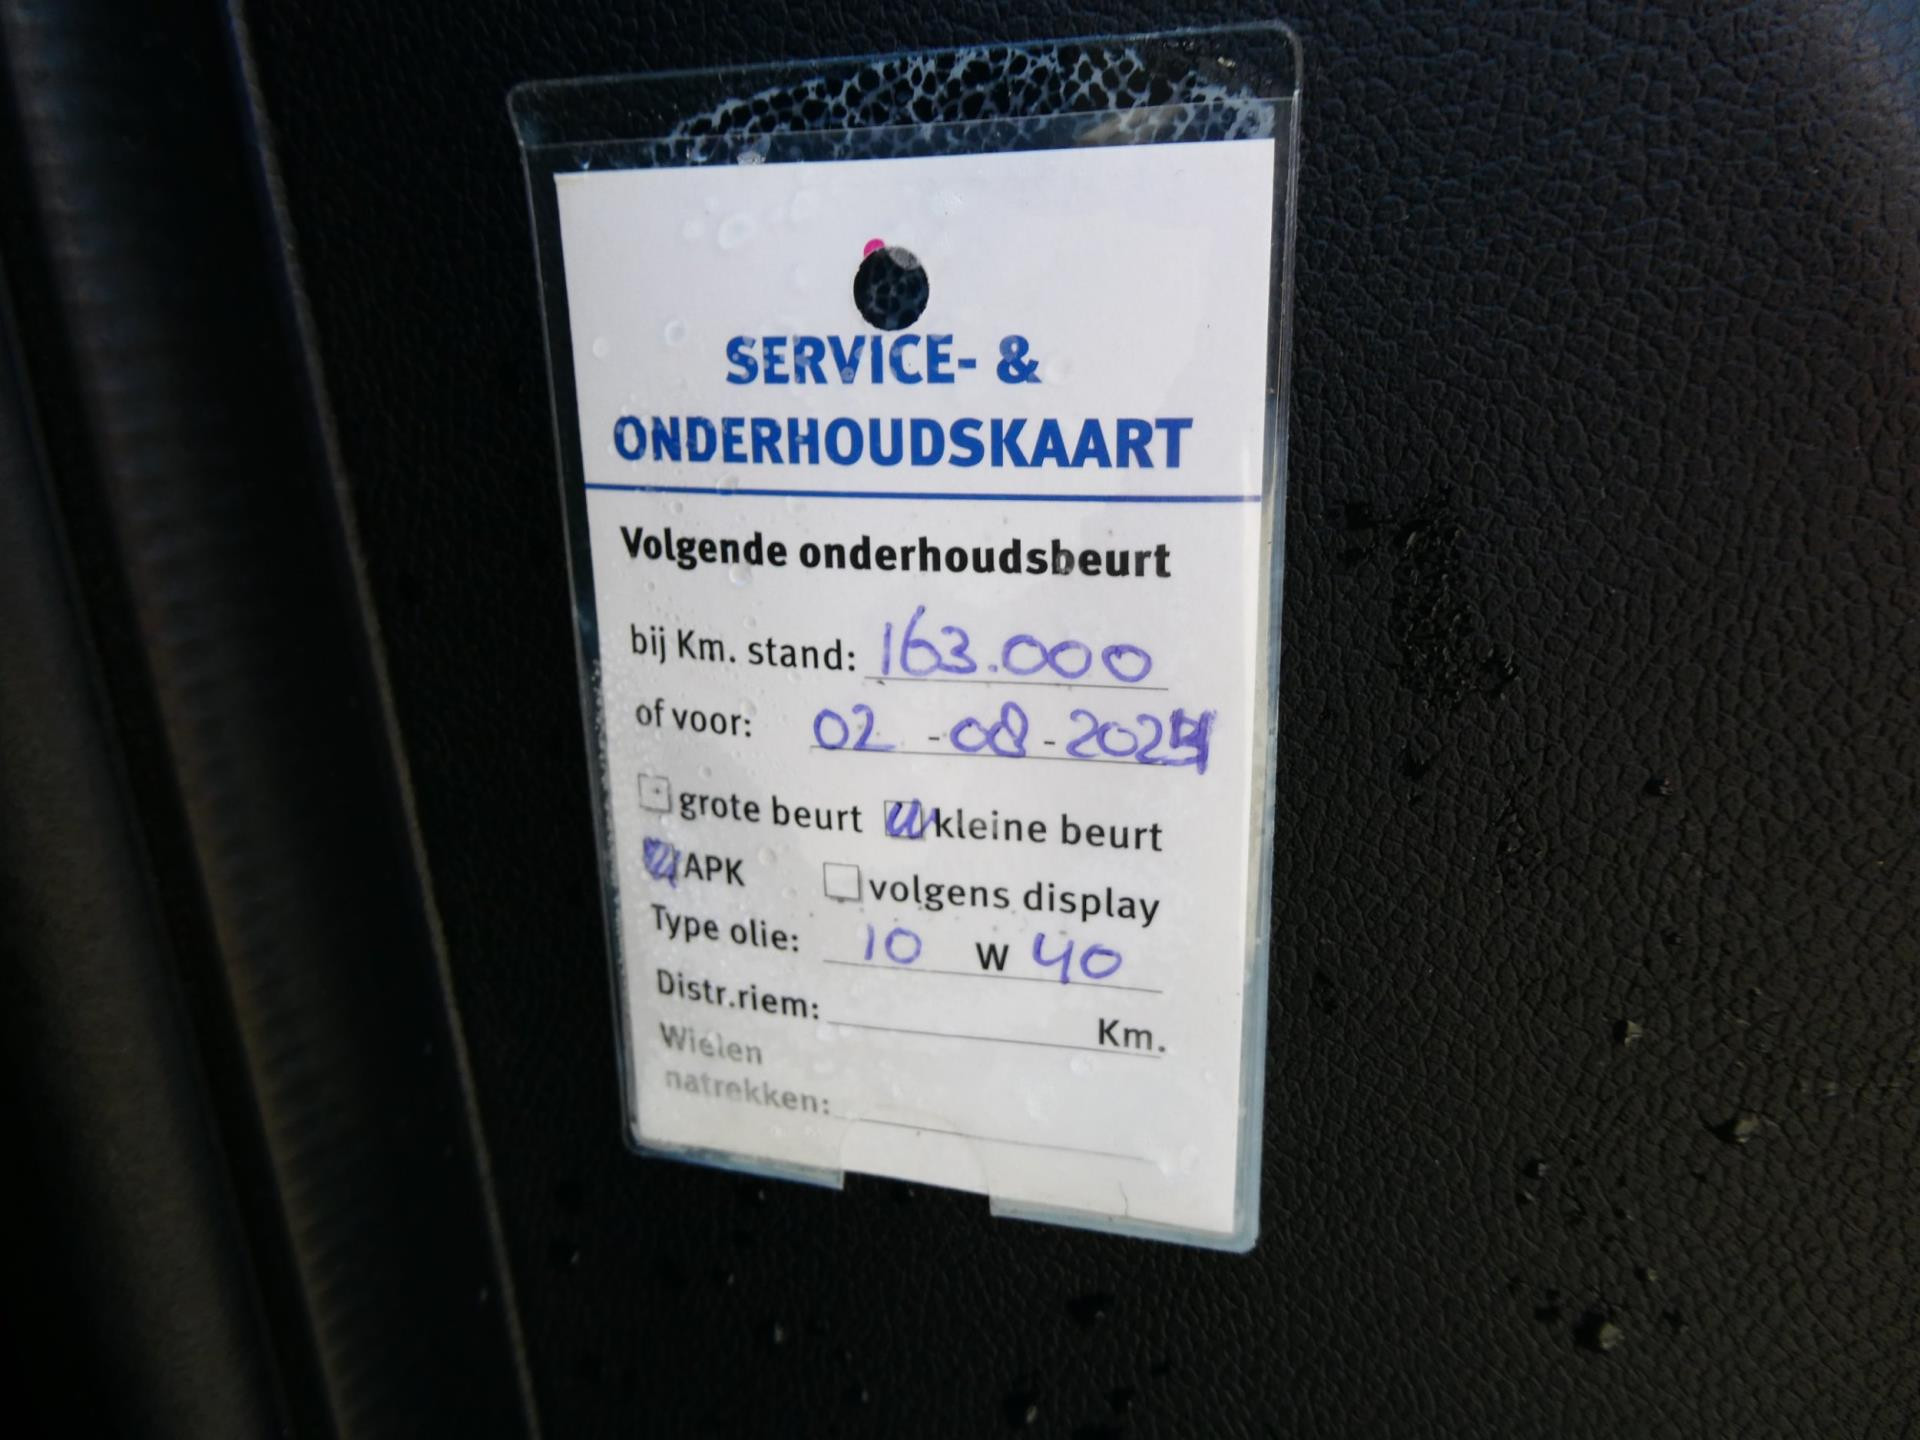 SERVICE- &
ONDERHOUDSKAART
Volgende onderhoudsbeurt
bij Km. stand: 163.000
of voor: 02 - 08 - 2024
grote beurt kleine beurt
APK volgens display
Type olie: 10 W 40
Distr.riem: Km.
Wielen
natrekken: